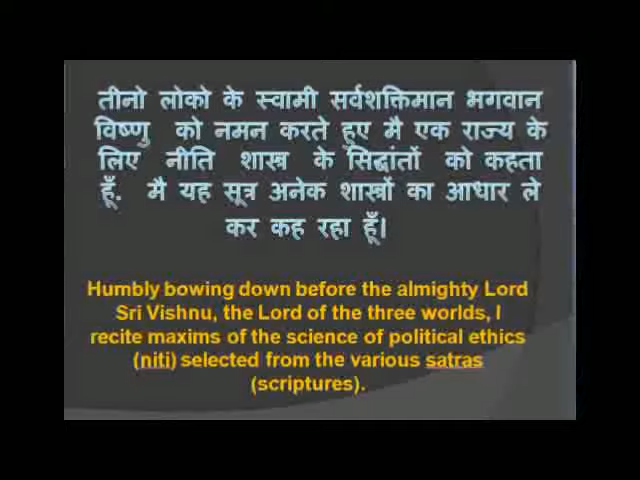 तीनो लोको के स्वामी सर्वशक्तिमान भगवान
विष्णु को नमन करते हुए मै एक राज्य के
लिए नीति शास्त्र के सिद्धांतों को कहता
हूँ. मै यह सूत्र अनेक शास्त्रों का आधार ले
कर कह रहा हूँ।
Humbly bowing down before the almighty Lord
Sri Vishnu, the Lord of the three worlds, I
recite maxims of the science of political ethics
(niti) selected from the various satras
(scriptures).